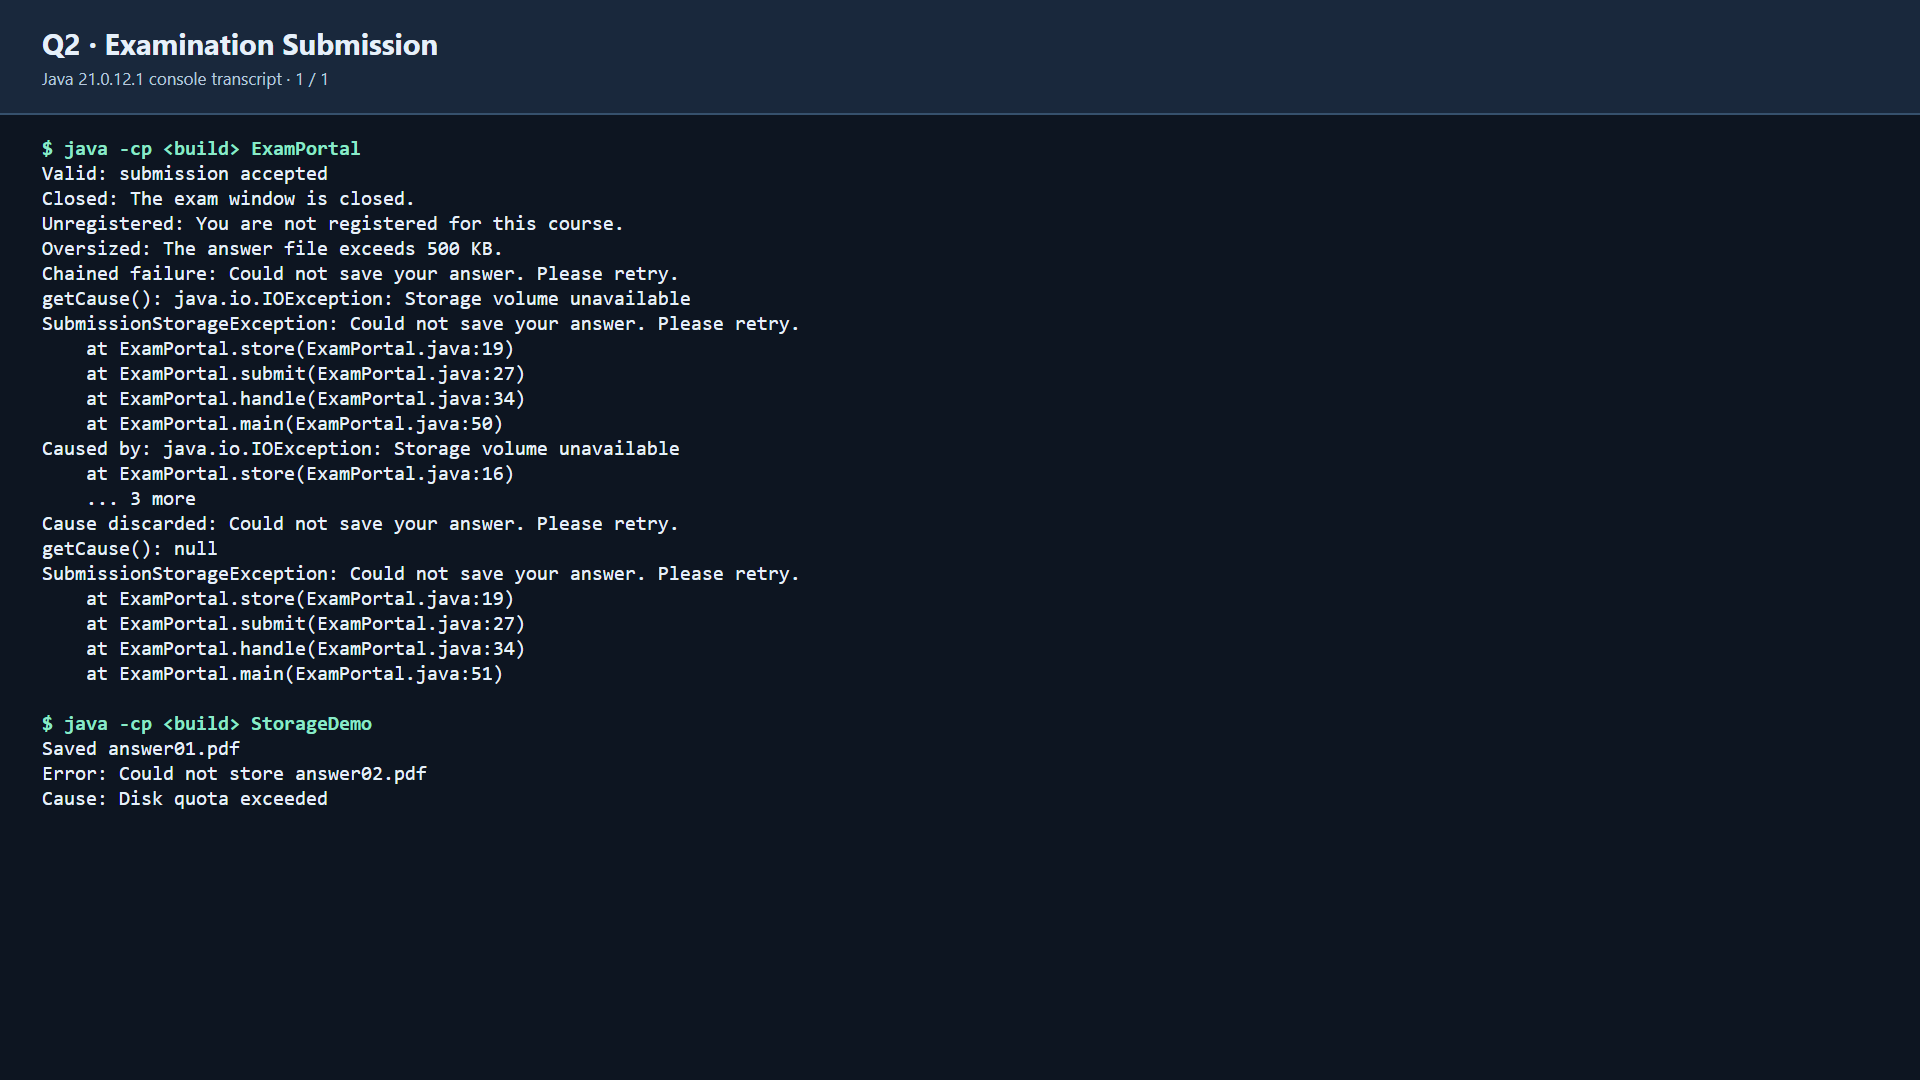 Q2 · Examination Submission
Java 21.0.12.1 console transcript · 1 / 1
$ java -cp <build> ExamPortal
Valid: submission accepted
Closed: The exam window is closed.
Unregistered: You are not registered for this course.
Oversized: The answer file exceeds 500 KB.
Chained failure: Could not save your answer. Please retry.
getCause(): java.io.IOException: Storage volume unavailable
SubmissionStorageException: Could not save your answer. Please retry.
    at ExamPortal.store(ExamPortal.java:19)
    at ExamPortal.submit(ExamPortal.java:27)
    at ExamPortal.handle(ExamPortal.java:34)
    at ExamPortal.main(ExamPortal.java:50)
Caused by: java.io.IOException: Storage volume unavailable
    at ExamPortal.store(ExamPortal.java:16)
    ... 3 more
Cause discarded: Could not save your answer. Please retry.
getCause(): null
SubmissionStorageException: Could not save your answer. Please retry.
    at ExamPortal.store(ExamPortal.java:19)
    at ExamPortal.submit(ExamPortal.java:27)
    at ExamPortal.handle(ExamPortal.java:34)
    at ExamPortal.main(ExamPortal.java:51)
$ java -cp <build> StorageDemo
Saved answer01.pdf
Error: Could not store answer02.pdf
Cause: Disk quota exceeded